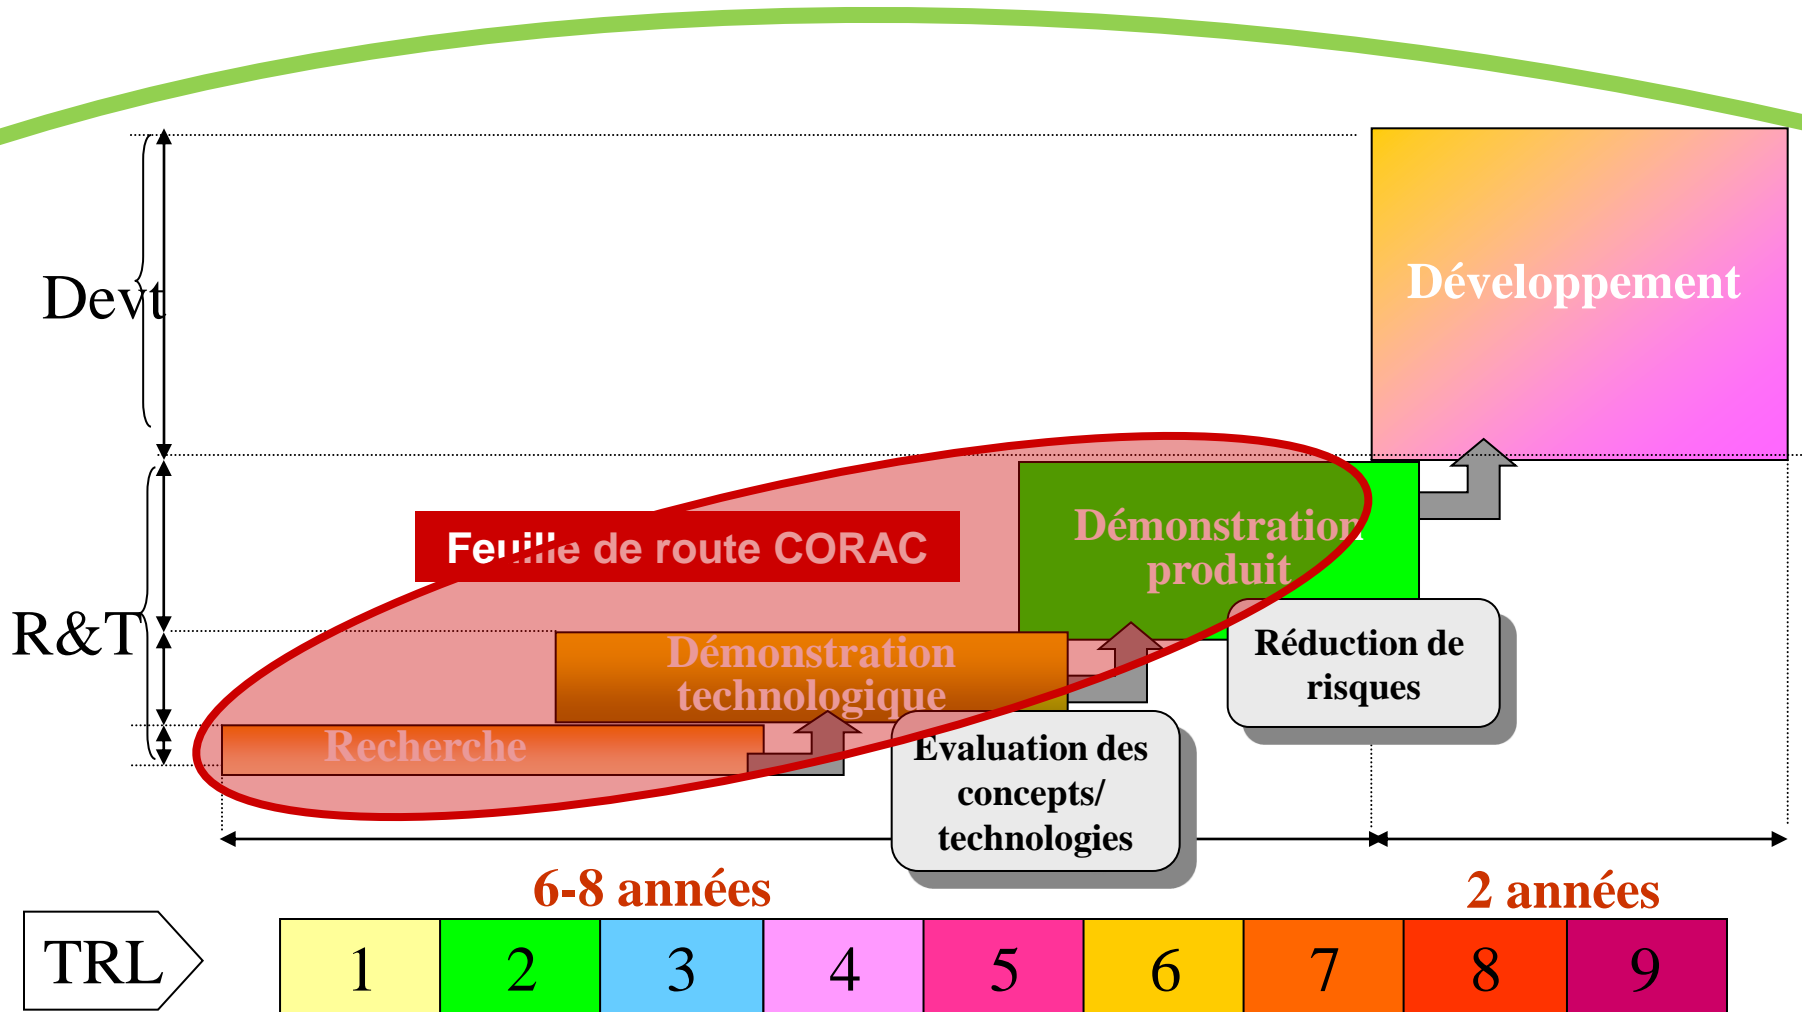 Devt
Développement
Feuille de route CORAC
Démonstration
produit
R&T
Démonstration
technologique
Réduction de
risques
Recherche
Evaluation des
concepts/
technologies
6-8 années
2 années
TRL
1 2 3 4 5 6 7 8 9